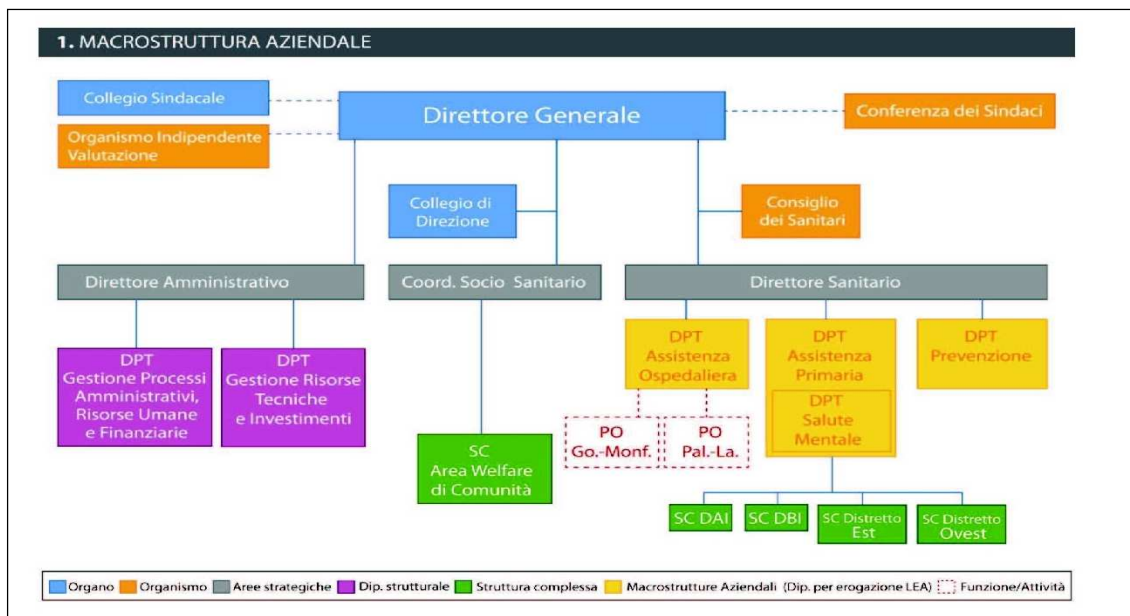 1. MACROSTRUTTURA AZIENDALE
Collegio Sindacale
Direttore Generale
Conferenza dei Sindaci
Organismo Indipendente
Valutazione
Collegio di
Direzione
Consiglio
dei Sanitari
Direttore Amministrativo
Coord. Socio Sanitario
Direttore Sanitario
DPT
Gestione Processi
Amministrativi,
Risorse Umane
e Finanziarie
DPT
Gestione Risorse
Tecniche
e Investimenti
SC
Area Welfare
di Comunità
DPT
Assistenza
Ospedaliera
PO
Go.-Monf.
PO
Pal.-La.
DPT
Assistenza
Primaria
DPT
Salute
Mentale
DPT
Prevenzione
SC DAI
SC DBI
SC Distretto
Est
SC Distretto
Ovest
Organo
Organismo
Aree strategiche
Dip. strutturale
Struttura complessa
Macrostrutture Aziendali (Dip. per erogazione LEA)
Funzione/Attività